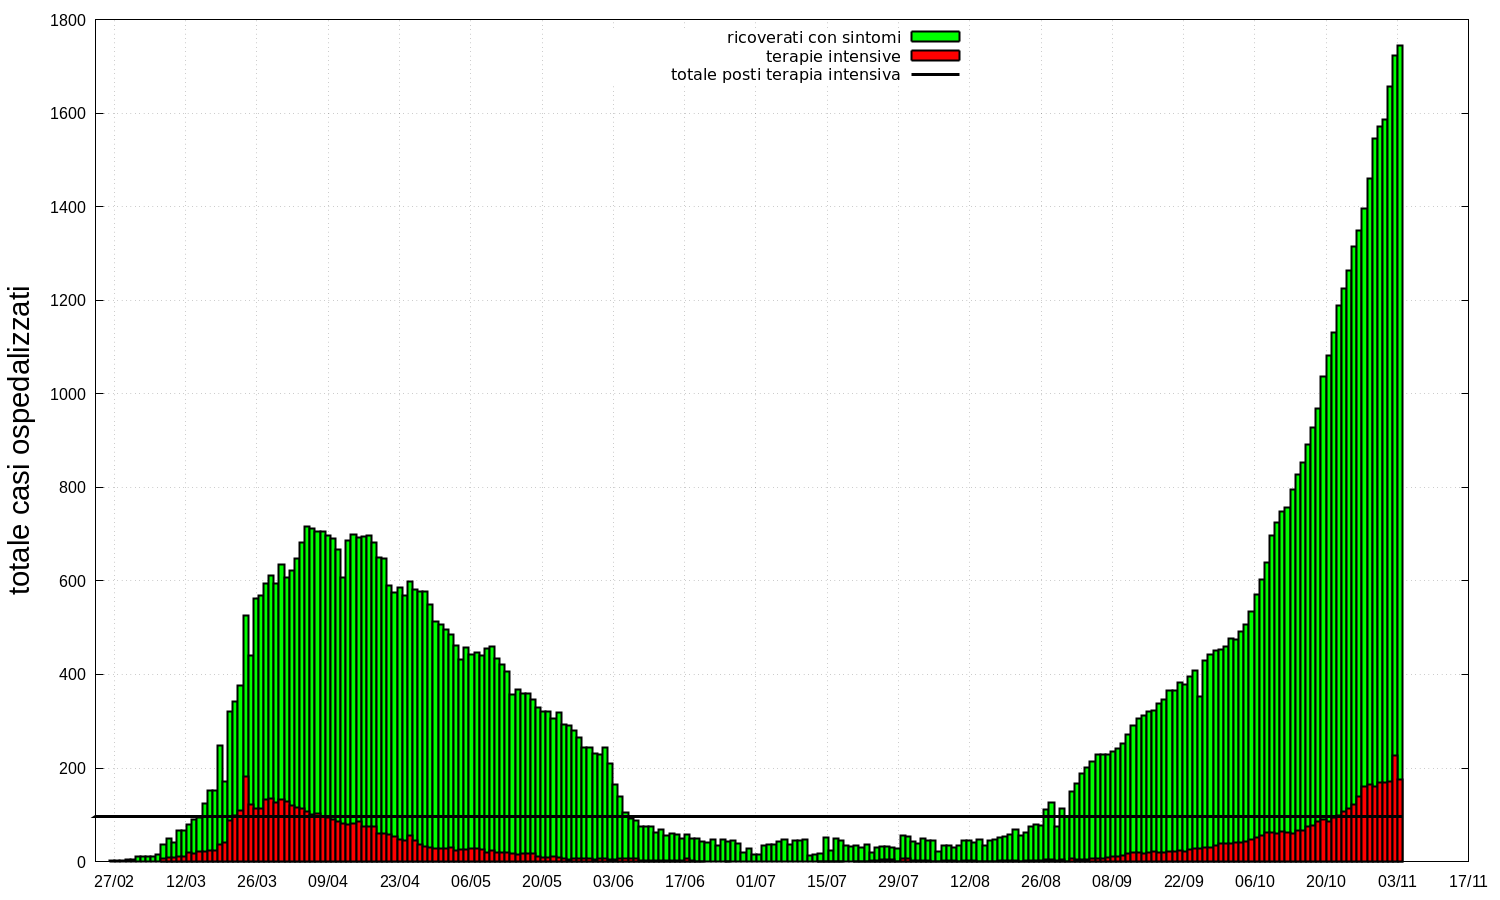 totale casi ospedalizzati
ricoverati con sintomi
terapie intensive
totale posti terapia intensiva
1800
1600
1400
1200
1000
800
600
400
200
0
27/02 12/03 26/03 09/04 23/04 06/05 20/05 03/06 17/06 01/07 15/07 29/07 12/08 26/08 08/09 22/09 06/10 20/10 03/11 17/11